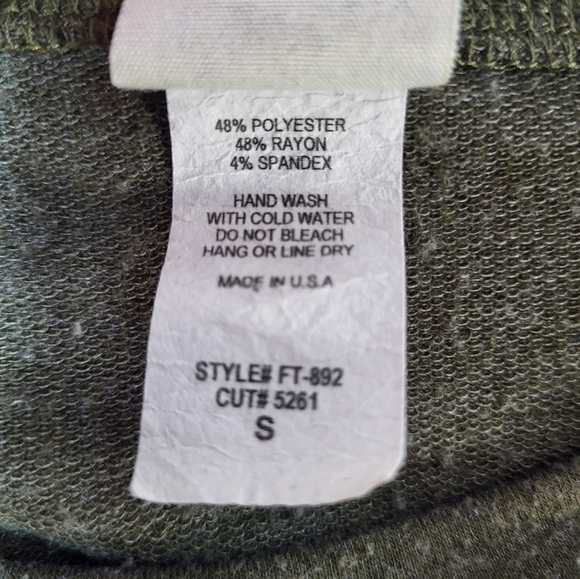 48% POLYESTER
48% RAYON
4% SPANDEX
HAND WASH
WITH COLD WATER
DO NOT BLEACH
HANG OR LINE DRY
MADE IN U.S.A
STYLE# FT-892
CUT# 5261
S